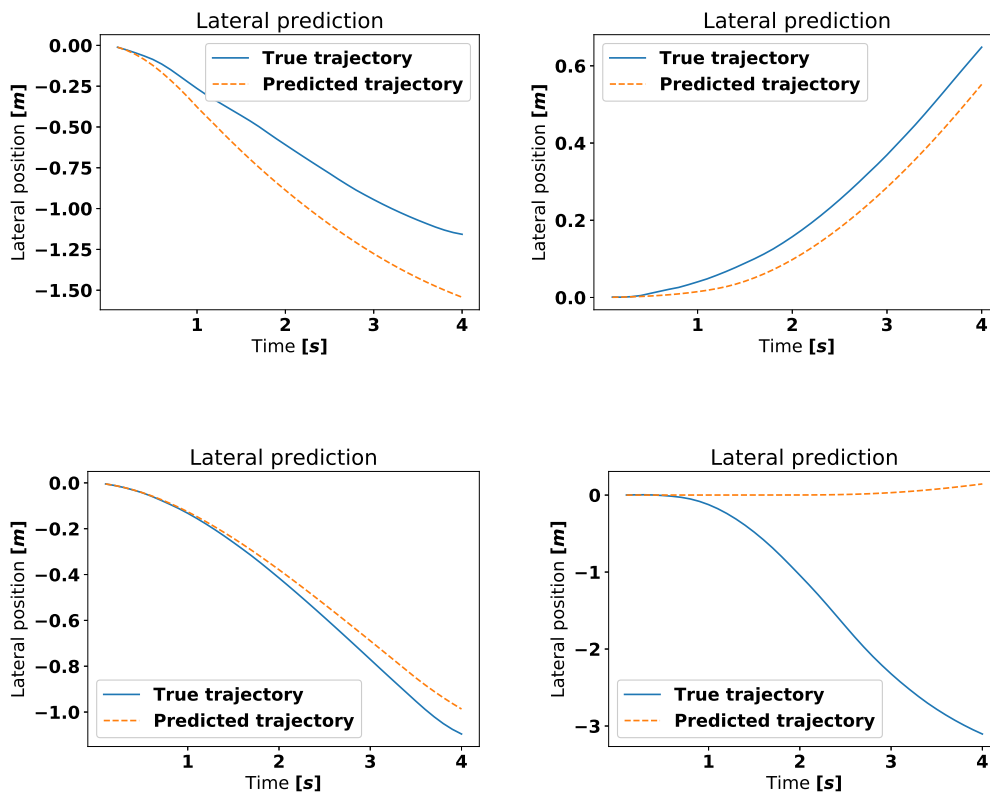 Lateral prediction
0.00
−0.25
−0.50
−0.75
−1.00
−1.25
−1.50
Lateral position [m]
True trajectory
Predicted trajectory
1 2 3 4
Time [s]
Lateral prediction
0.6
0.4
0.2
0.0
Lateral position [m]
True trajectory
Predicted trajectory
1 2 3 4
Time [s]
Lateral prediction
0.0
−0.2
−0.4
−0.6
−0.8
−1.0
Lateral position [m]
True trajectory
Predicted trajectory
1 2 3 4
Time [s]
Lateral prediction
0
−1
−2
−3
Lateral position [m]
True trajectory
Predicted trajectory
1 2 3 4
Time [s]